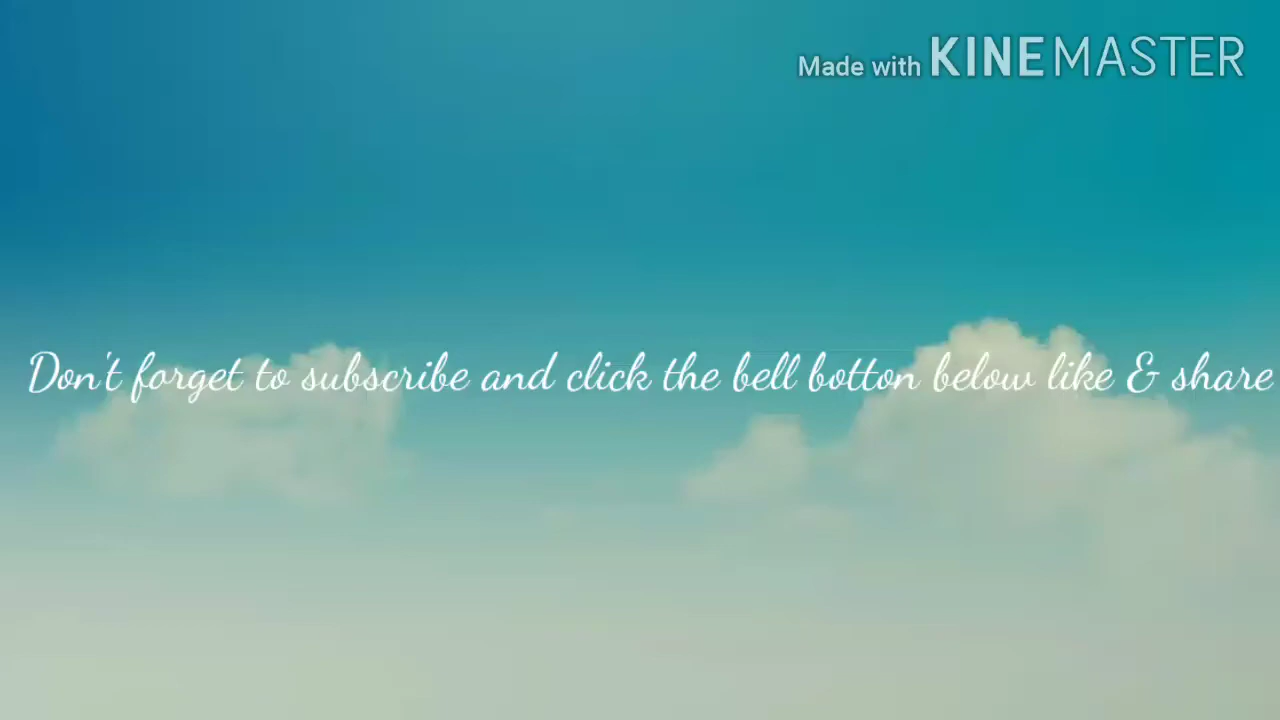 Made with KINEMASTER
Don't forget to subscribe and click the bell botton below like & share